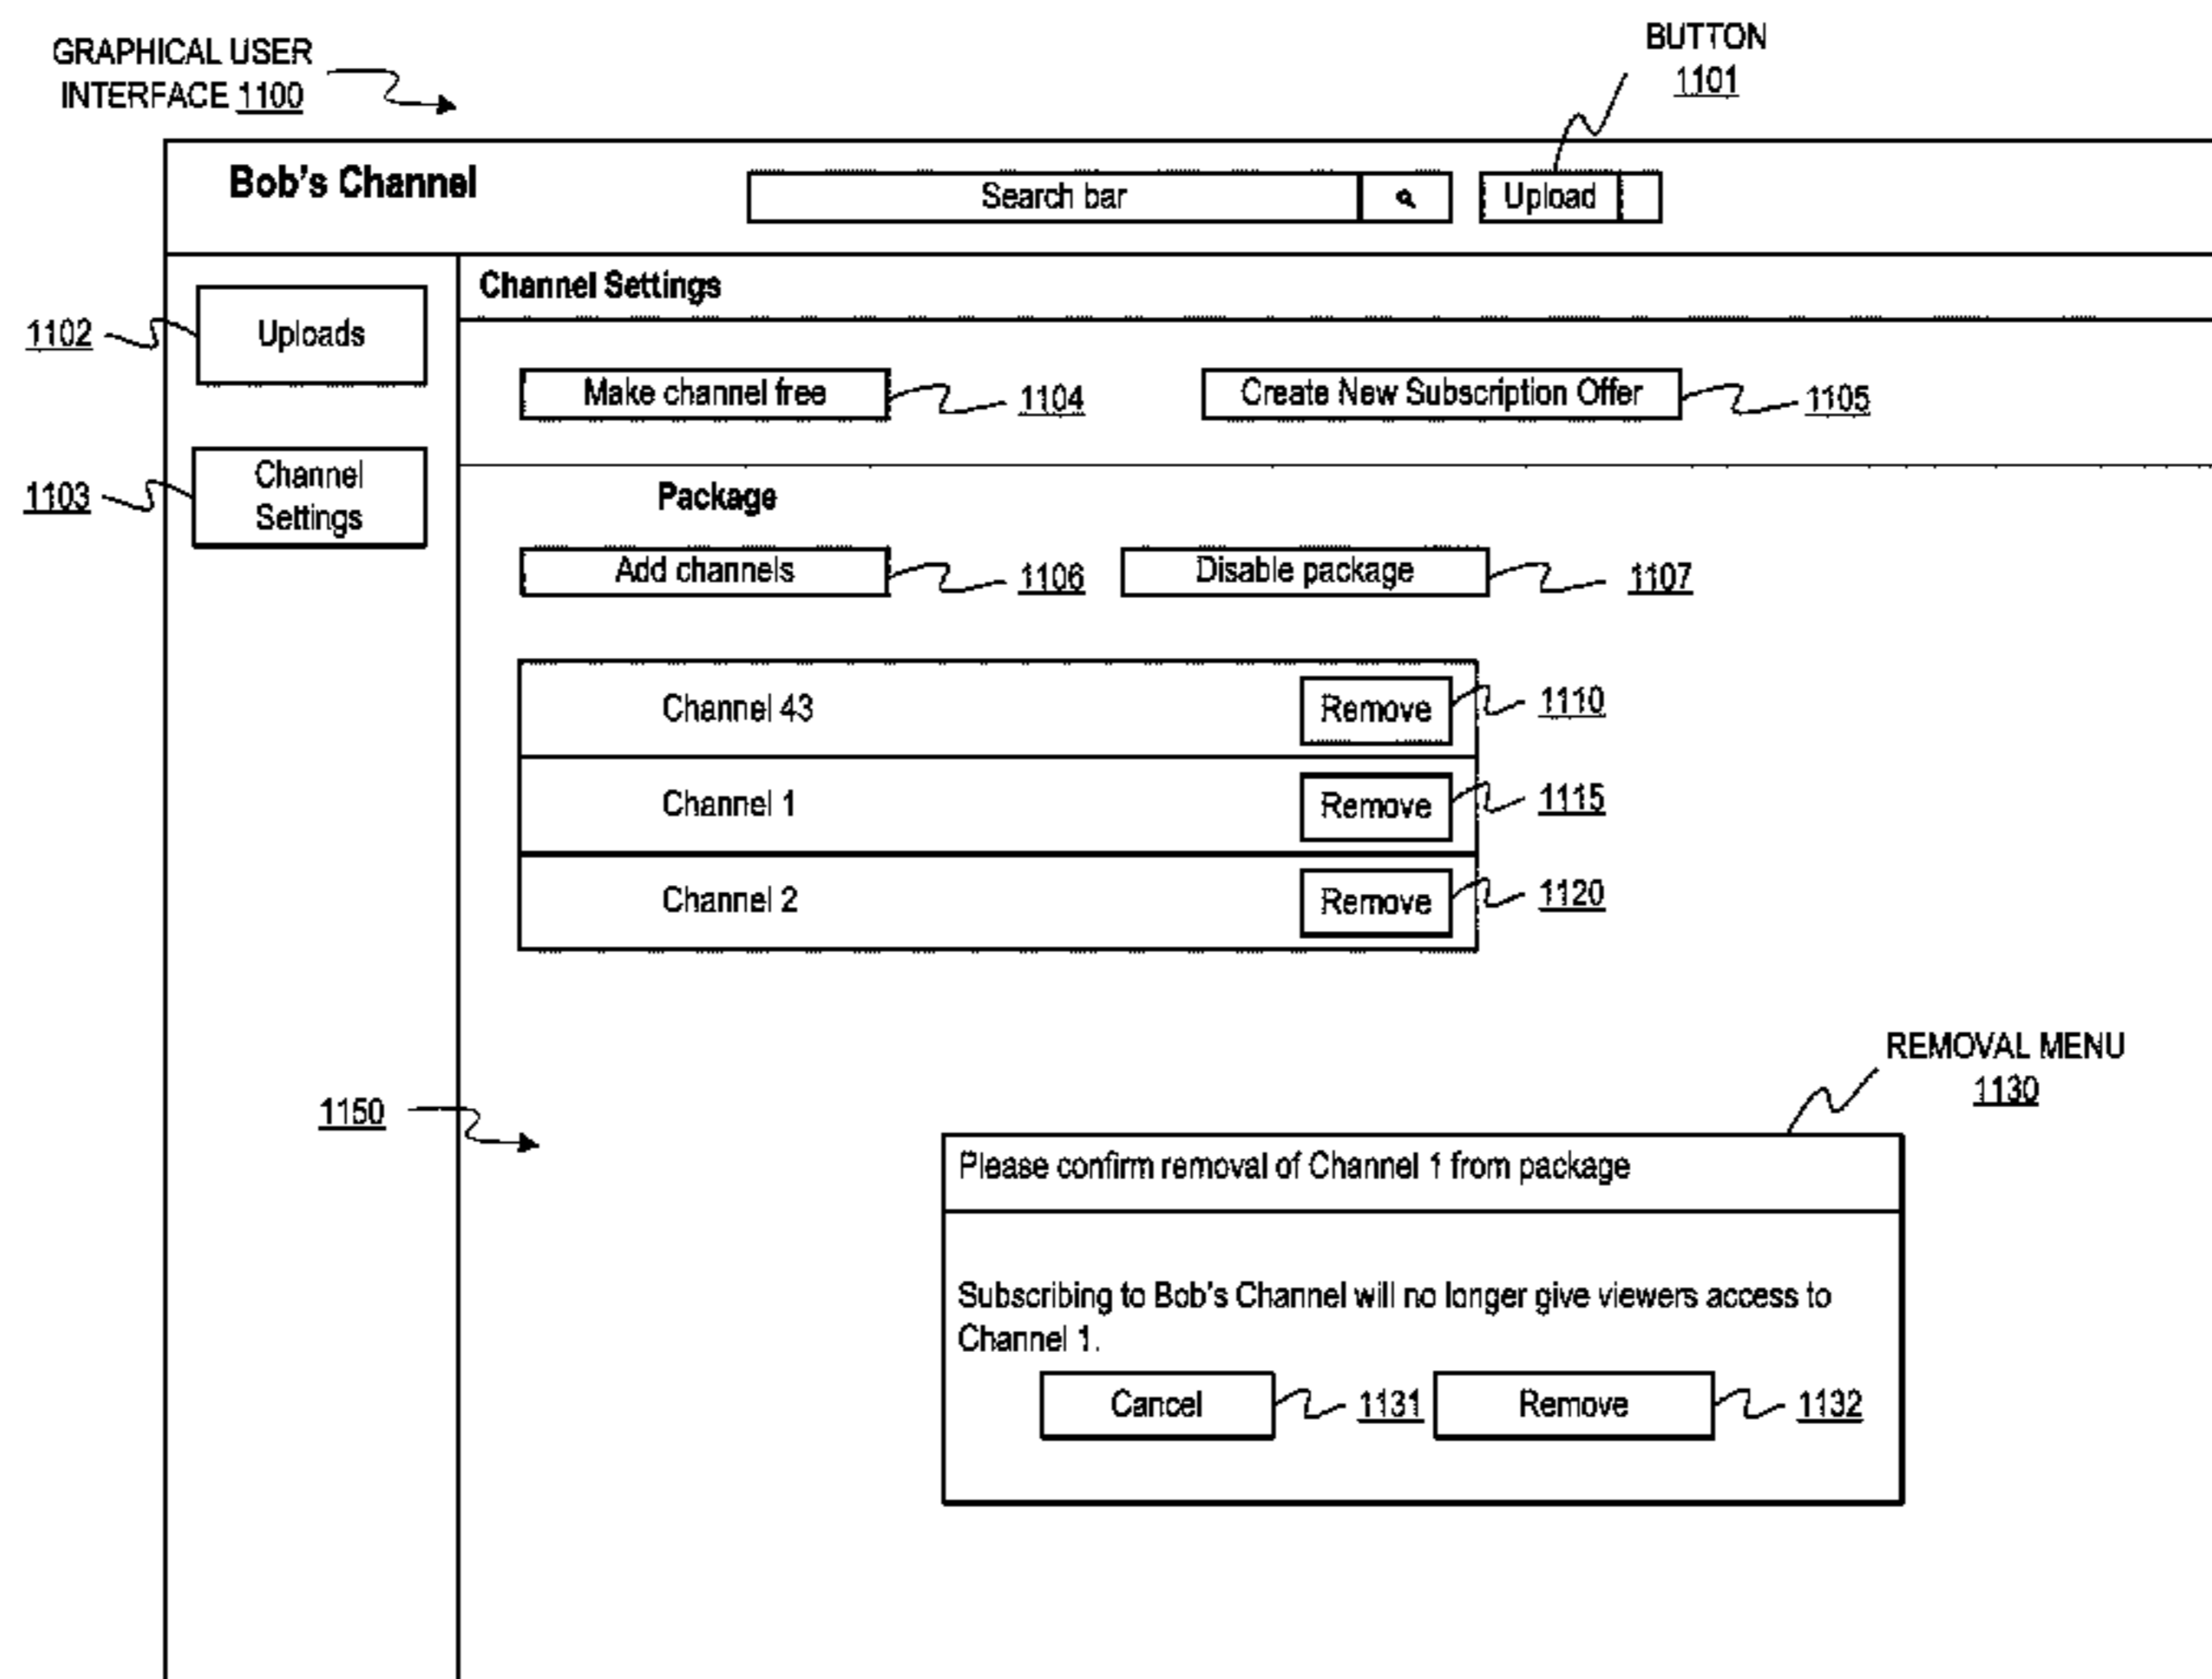 GRAPHICAL USER
INTERFACE 1100
BUTTON
1101
Bob's Channel
Search bar
Upload
Channel Settings
1102
Uploads
Make channel free
1104
Create New Subscription Offer
1105
1103
Channel
Settings
Package
Add channels
1106
Disable package
1107
Channel 43
Remove
1110
Channel 1
Remove
1115
Channel 2
Remove
1120
REMOVAL MENU
1130
1150
Please confirm removal of Channel 1 from package
Subscribing to Bob's Channel will no longer give viewers access to
Channel 1.
Cancel
1131
Remove
1132